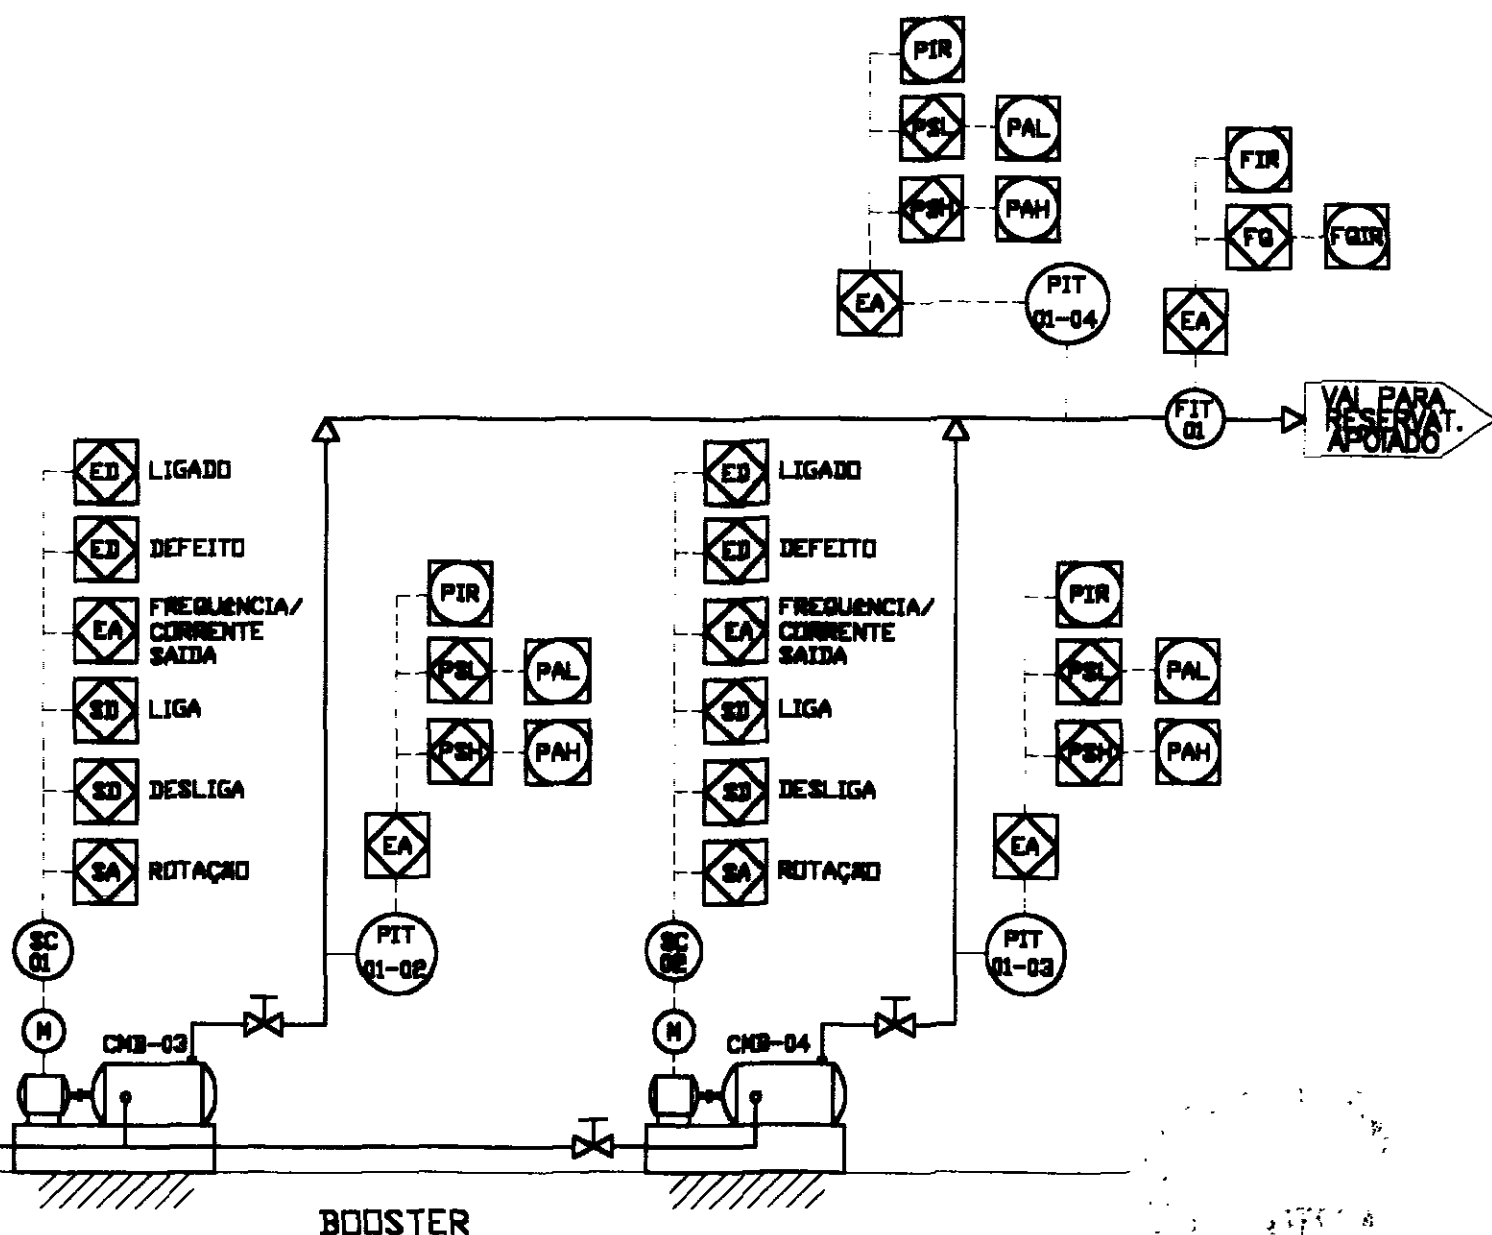 PIR
PSL
PAL
PSH
PAH
EA
PIT
01-04
FIR
FQ
FQIR
EA
FIT
01
VAI PARA
RESERVAT.
APOIADO
ED
LIGADO
ED
DEFEITO
EA
FREQUÊNCIA/
CORRENTE
SAIDA
SD
LIGA
SD
DESLIGA
SA
ROTAÇÃO
SC
01
M
CMB-03
PIR
PSL
PAL
PSH
PAH
EA
PIT
01-02
ED
LIGADO
ED
DEFEITO
EA
FREQUÊNCIA/
CORRENTE
SAIDA
SD
LIGA
SD
DESLIGA
SA
ROTAÇÃO
SC
02
M
CMB-04
PIR
PSL
PAL
PSH
PAH
EA
PIT
01-03
BOOSTER